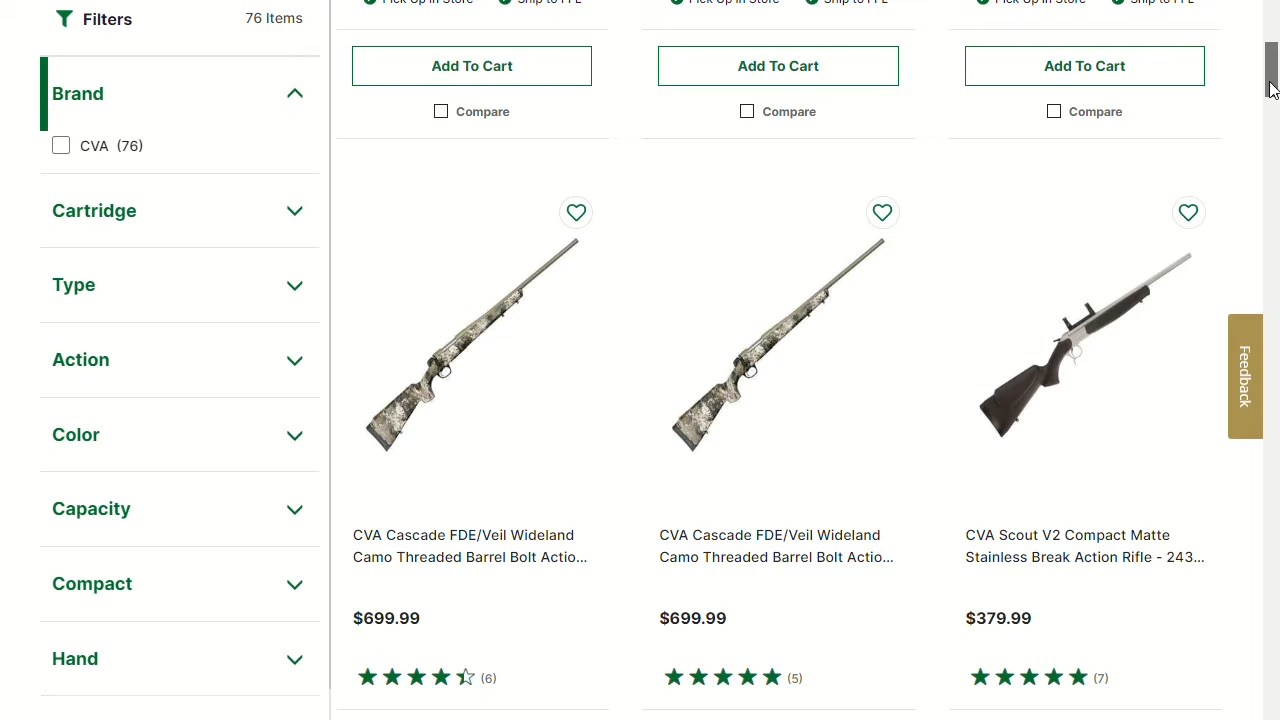 Filters
76 Items
Pick Up in Store
Ship to FFL
Pick Up in Store
Ship to FFL
Pick Up in Store
Ship to FFL
Add To Cart
Add To Cart
Add To Cart
Compare
Compare
Compare
Brand
CVA (76)
Cartridge
Type
Action
Color
Capacity
Compact
Hand
CVA Cascade FDE/Veil Wideland
Camo Threaded Barrel Bolt Actio...
$699.99
(6)
CVA Cascade FDE/Veil Wideland
Camo Threaded Barrel Bolt Actio...
$699.99
(5)
CVA Scout V2 Compact Matte
Stainless Break Action Rifle - 243...
$379.99
(7)
Feedback